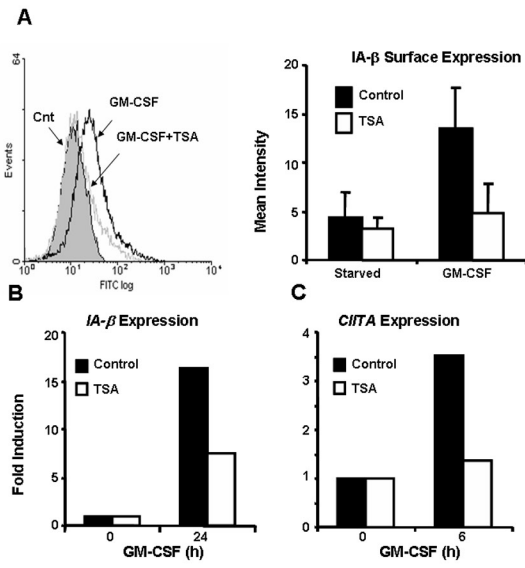 A
64
Events
Cnt
GM-CSF
GM-CSF+TSA
10⁰ 10¹ 10² 10³ 10⁴
FITC log
IA-β Surface Expression
20
15
10
5
0
Mean Intensity
Control
TSA
Starved GM-CSF
B
IA-β Expression
20
15
10
5
0
Fold Induction
Control
TSA
0 24
GM-CSF (h)
C
CIITA Expression
4
3
2
1
0
Control
TSA
0 6
GM-CSF (h)